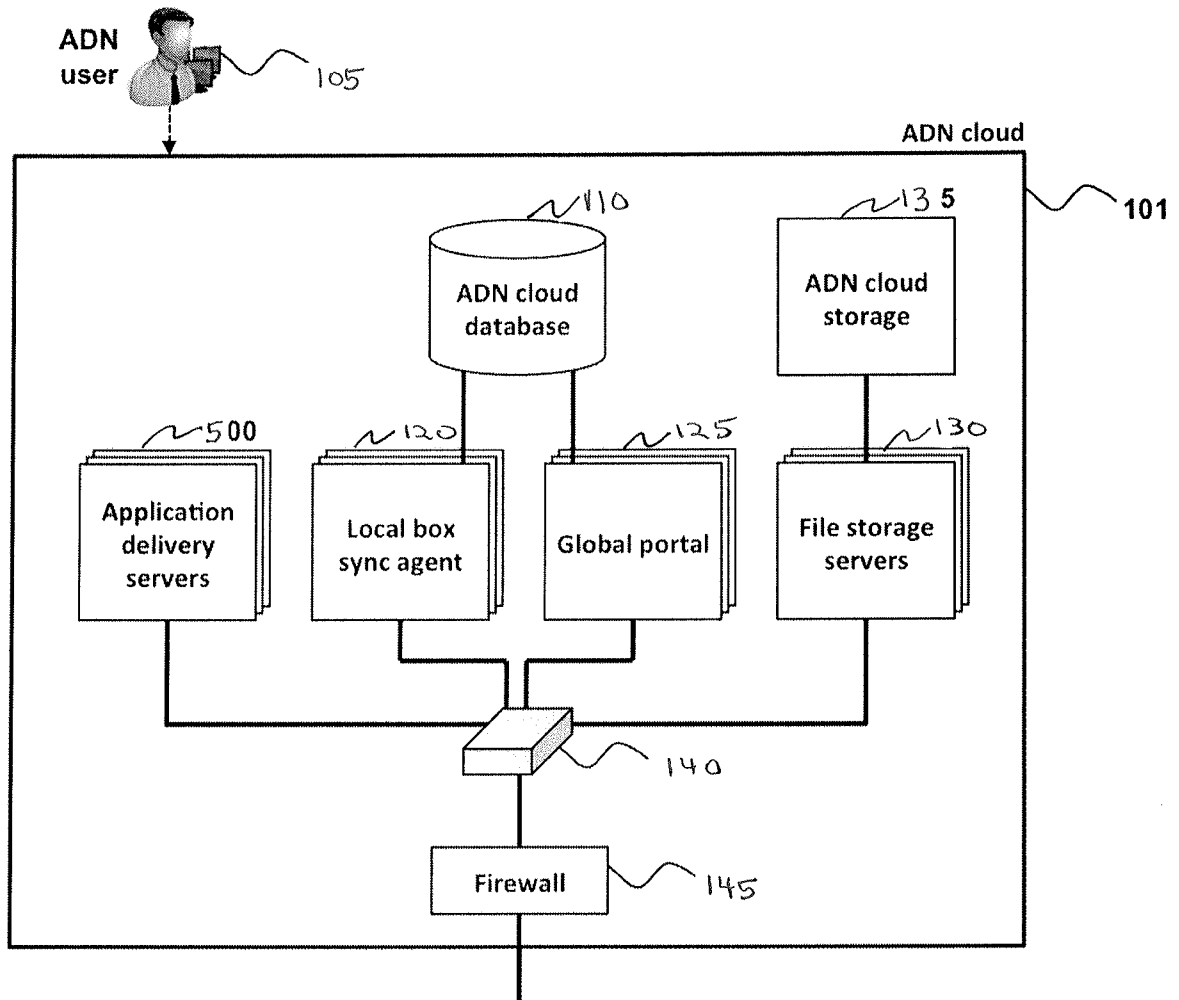 ADN
user
105
ADN cloud
101
110
135
ADN cloud
database
ADN cloud
storage
500
120
125
130
Application
delivery
servers
Local box
sync agent
Global portal
File storage
servers
140
Firewall
145